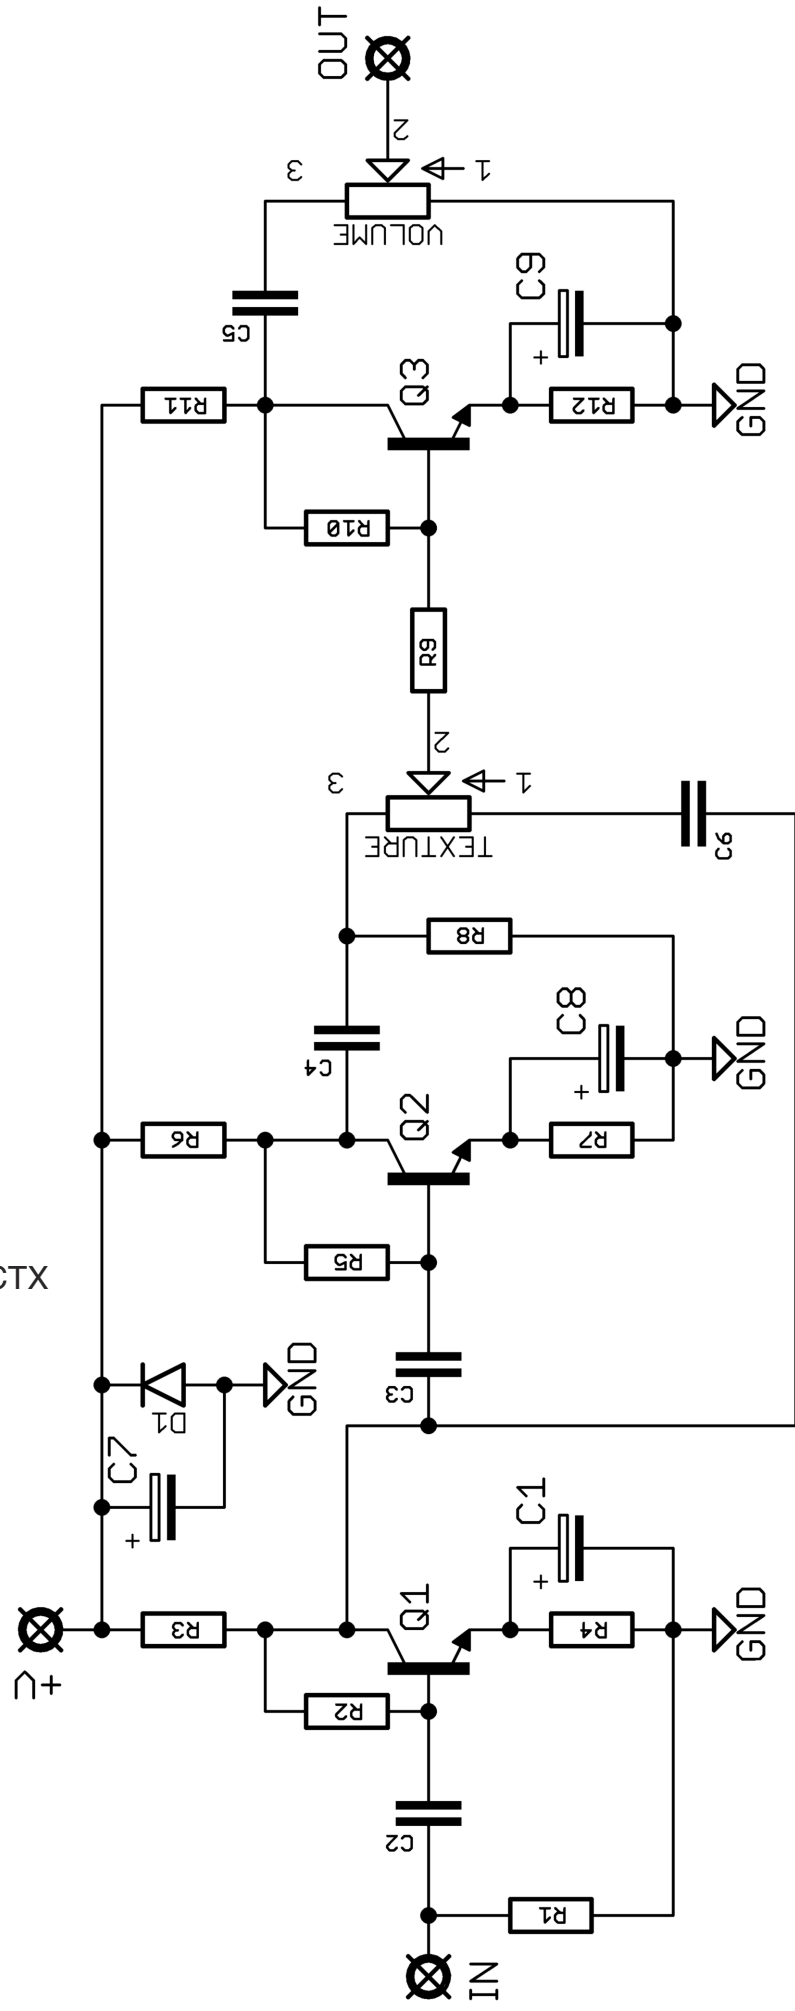 OUT
2
3
1
VOLUME
C5
C9
+
R11
Q3
R12
GND
R10
R9
2
3
1
TEXTURE
C6
R8
C4
C8
+
R6
Q2
R7
GND
R5
CTX
D1
GND
C3
C7
+
C1
+
V+
R3
Q1
R4
GND
R2
C2
R1
IN